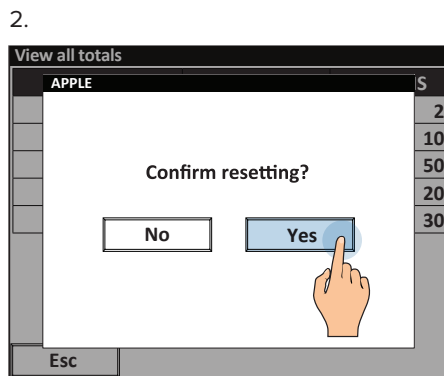 2.
View all totals
APPLE
S
2
10
50
20
30
Confirm resetting?
No
Yes
Esc